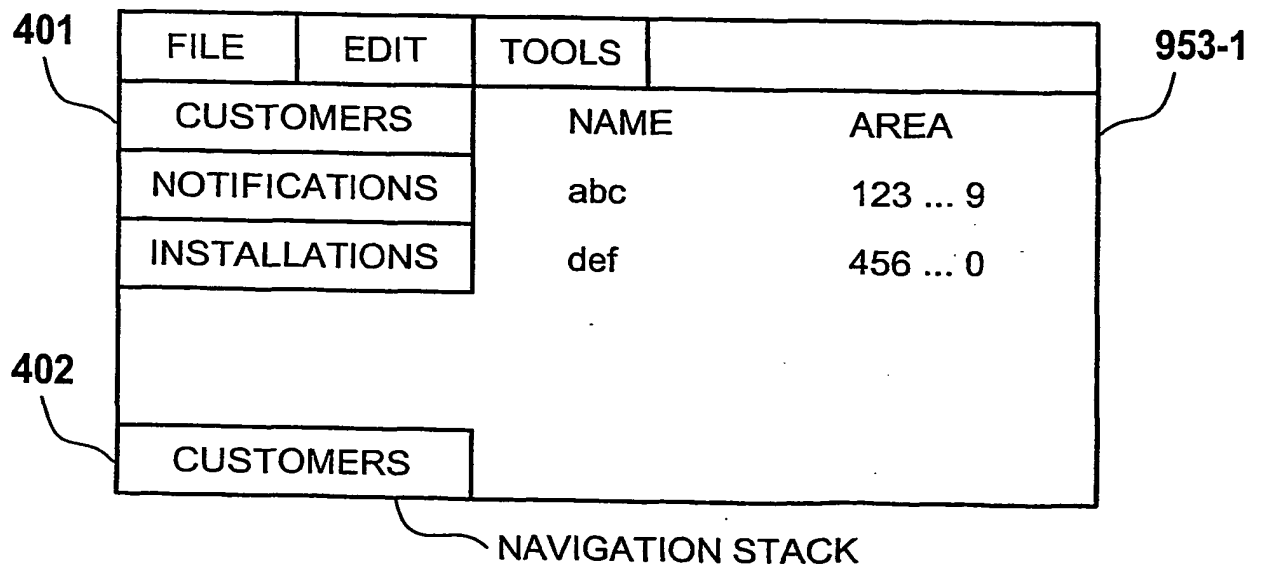 401 FILE EDIT TOOLS 953-1
CUSTOMERS NAME AREA
NOTIFICATIONS abc 123 ... 9
INSTALLATIONS def 456 ... 0
402
CUSTOMERS
NAVIGATION STACK